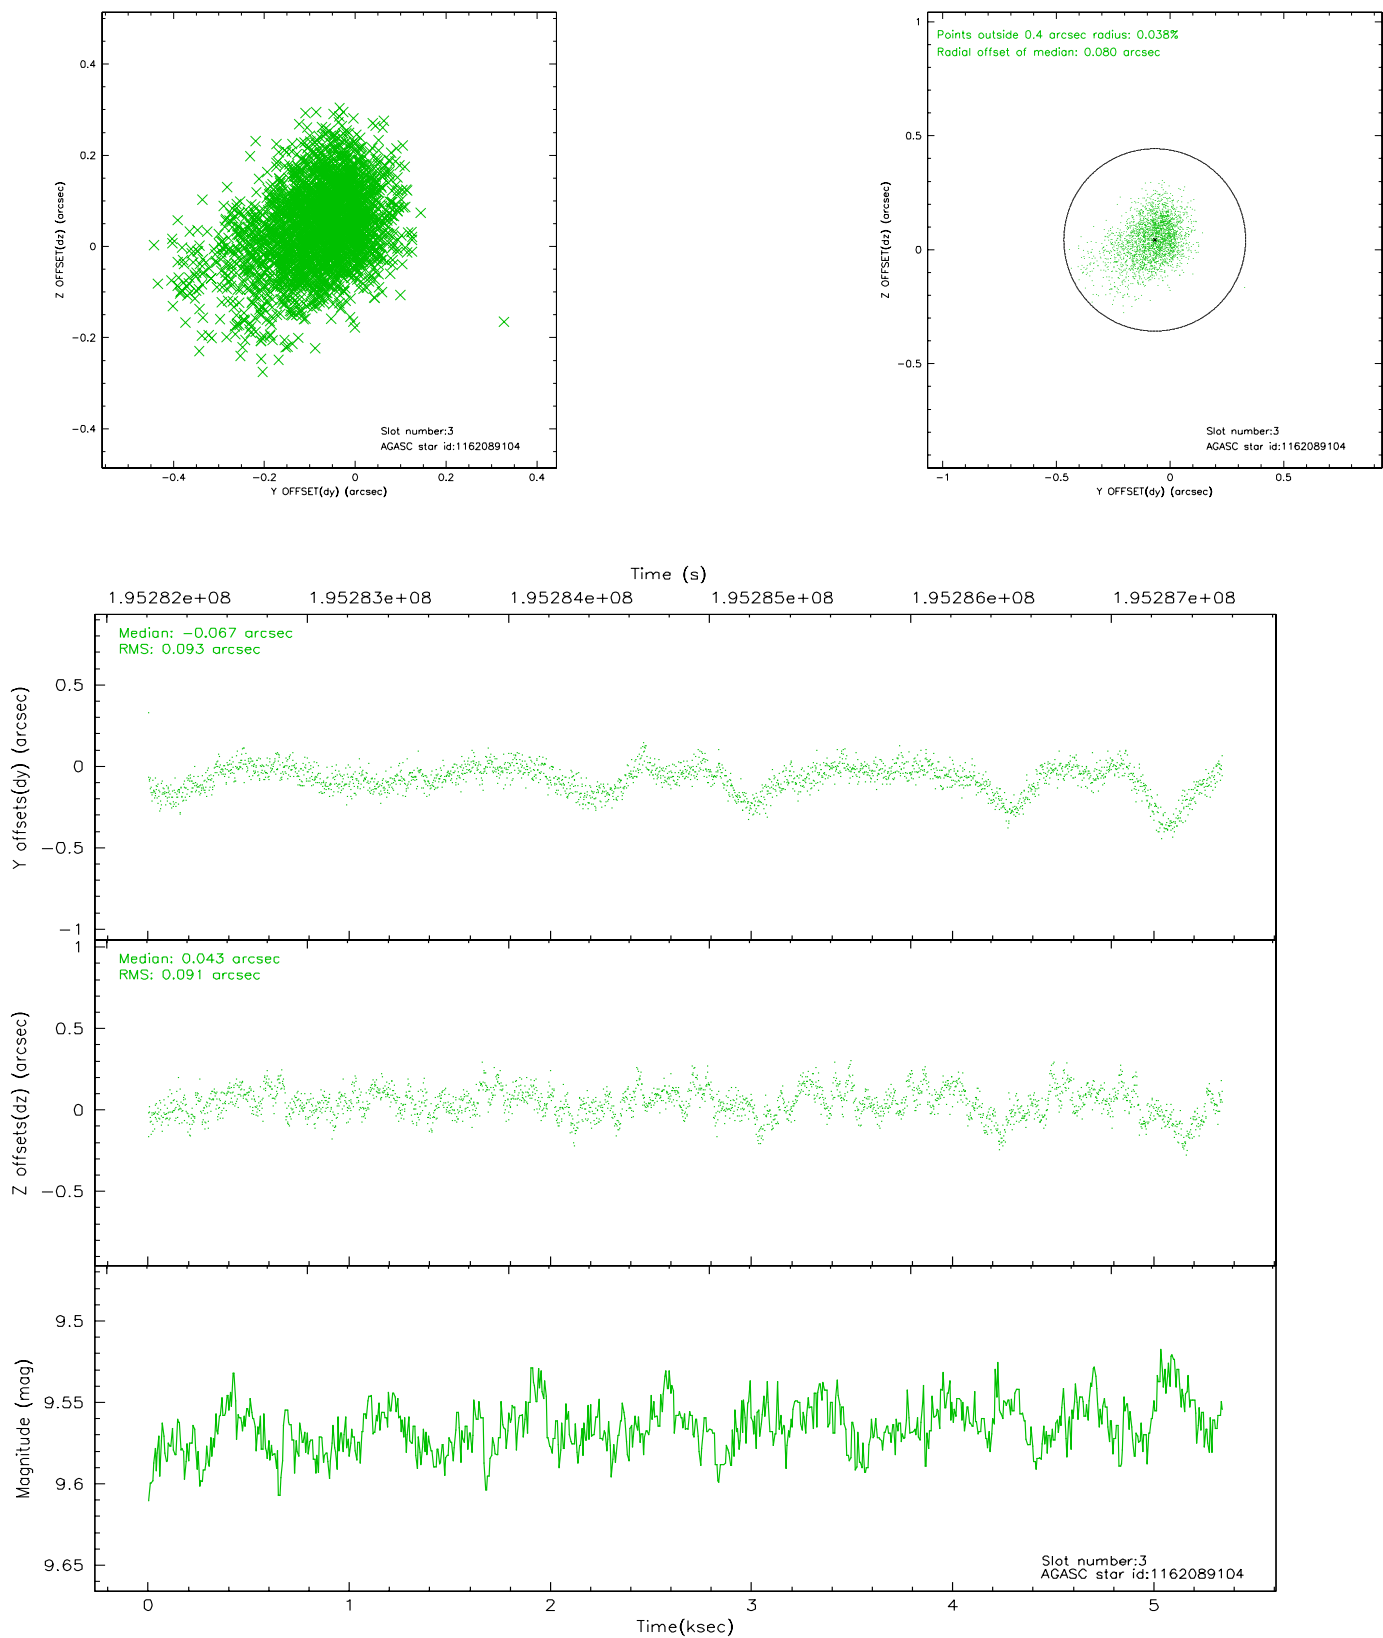 0.4
0.2
0
−0.2
−0.4
Z OFFSET(dz) (arcsec)
Slot number:3
AGASC star id:1162089104
−0.4 −0.2 0 0.2 0.4
Y OFFSET(dy) (arcsec)
Points outside 0.4 arcsec radius: 0.038%
Radial offset of median: 0.080 arcsec
1
0.5
0
−0.5
Z OFFSET(dz) (arcsec)
Slot number:3
AGASC star id:1162089104
−1 −0.5 0 0.5
Y OFFSET(dy) (arcsec)
Time (s)
1.95282e+08 1.95283e+08 1.95284e+08 1.95285e+08 1.95286e+08 1.95287e+08
Median: −0.067 arcsec
RMS: 0.093 arcsec
0.5
0
−0.5
−1
Y offsets(dy) (arcsec)
Median: 0.043 arcsec
RMS: 0.091 arcsec
1
0.5
0
−0.5
Z offsets(dz) (arcsec)
9.5
9.55
9.6
9.65
Magnitude (mag)
Slot number:3
AGASC star id:1162089104
0 1 2 3 4 5
Time(ksec)